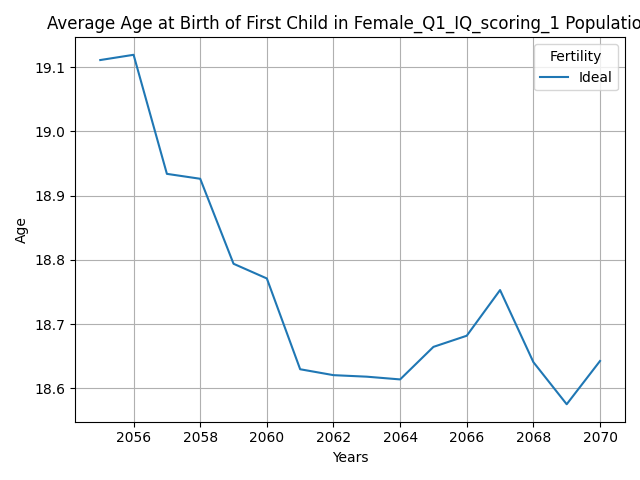 Average Age at Birth of First Child in Female_Q1_IQ_scoring_1 Populatio
Fertility
Ideal
19.1
19.0
18.9
18.8
18.7
18.6
Age
2056 2058 2060 2062 2064 2066 2068 2070
Years